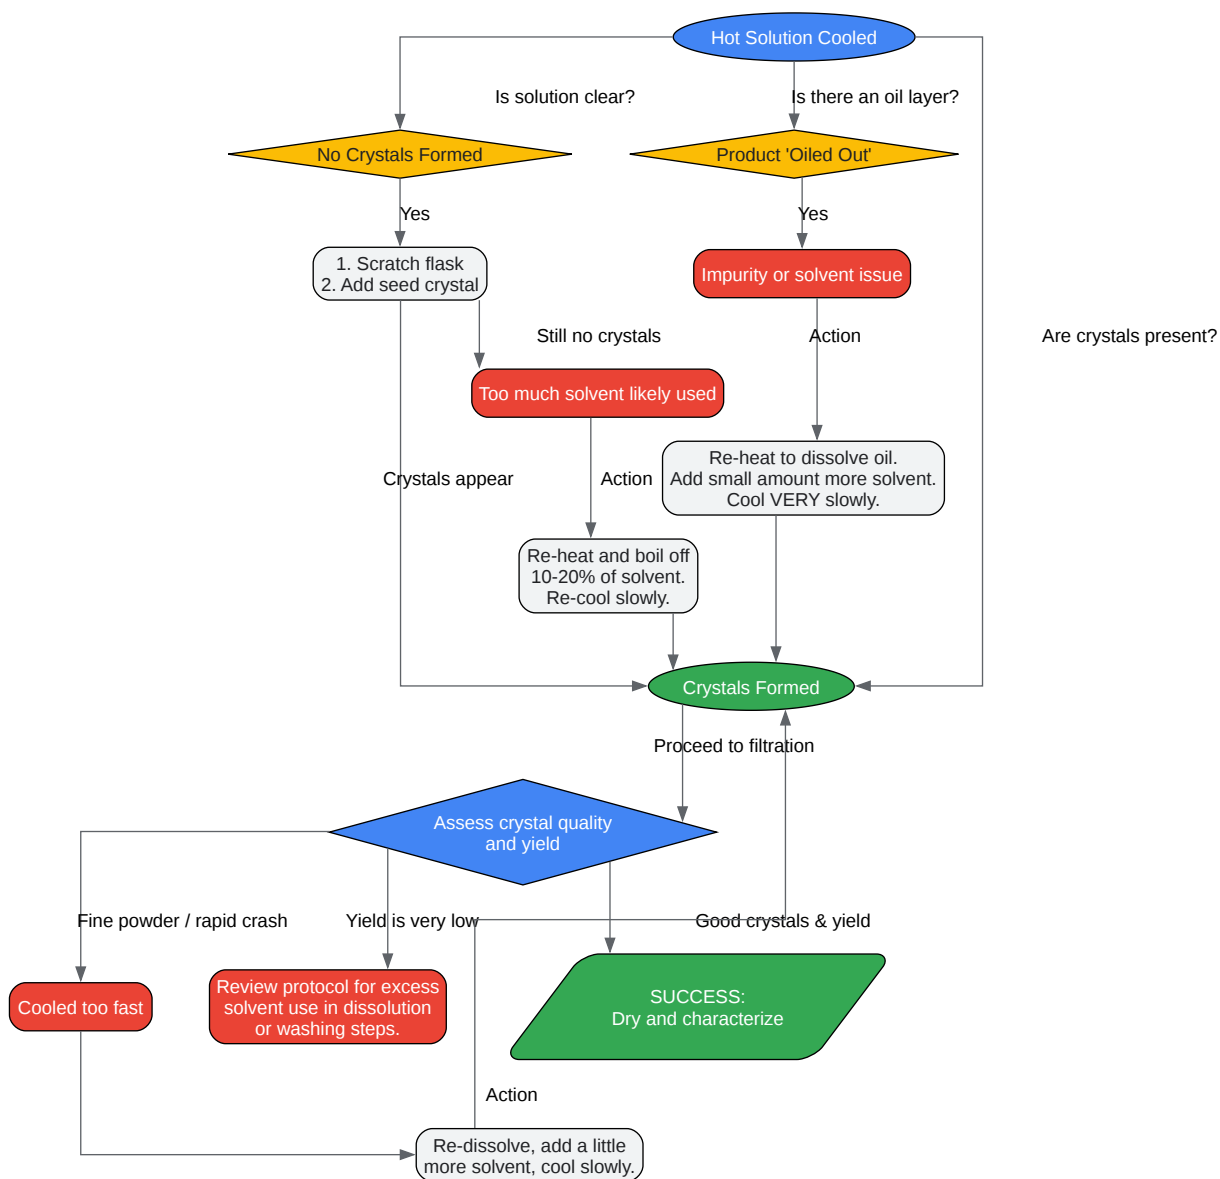 Hot Solution Cooled
Is solution clear?
Is there an oil layer?
No Crystals Formed
Product 'Oiled Out'
Yes
Yes
1. Scratch flask
2. Add seed crystal
Impurity or solvent issue
Still no crystals
Action
Are crystals present?
Too much solvent likely used
Re-heat to dissolve oil.
Add small amount more solvent.
Cool VERY slowly.
Crystals appear
Action
Re-heat and boil off
10-20% of solvent.
Re-cool slowly.
Crystals Formed
Proceed to filtration
Assess crystal quality
and yield
Fine powder / rapid crash
Yield is very low
Good crystals & yield
Cooled too fast
Review protocol for excess
solvent use in dissolution
or washing steps.
SUCCESS:
Dry and characterize
Action
Re-dissolve, add a little
more solvent, cool slowly.